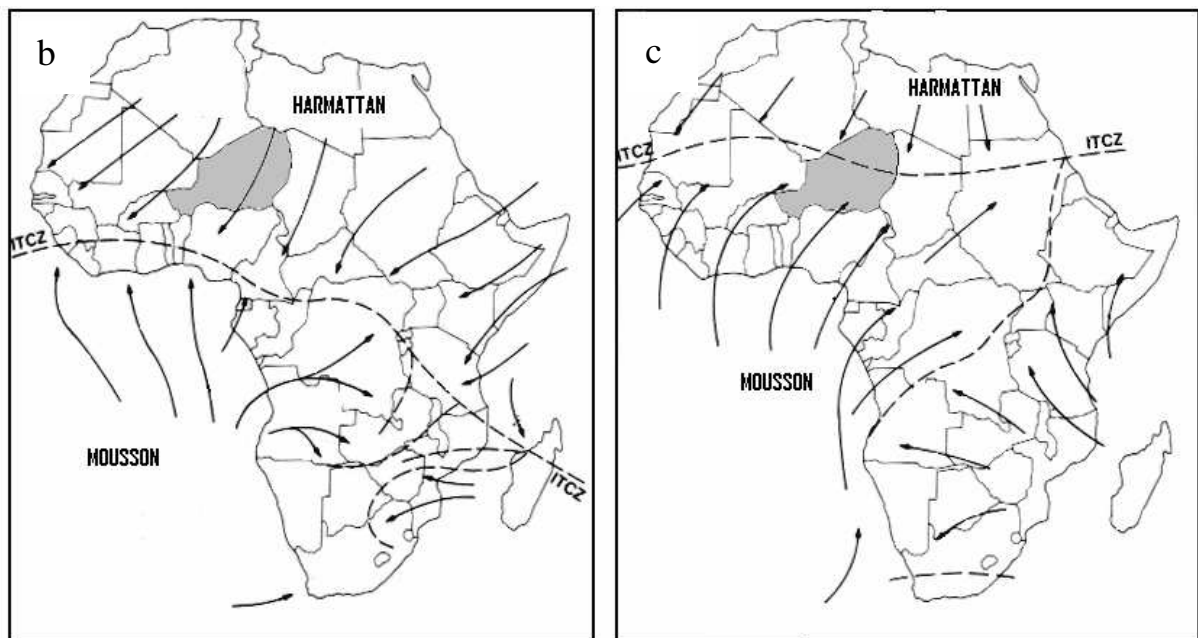 b
HARMATTAN
ITCZ
MOUSSON
ITCZ
c
HARMATTAN
ITCZ
ITCZ
MOUSSON